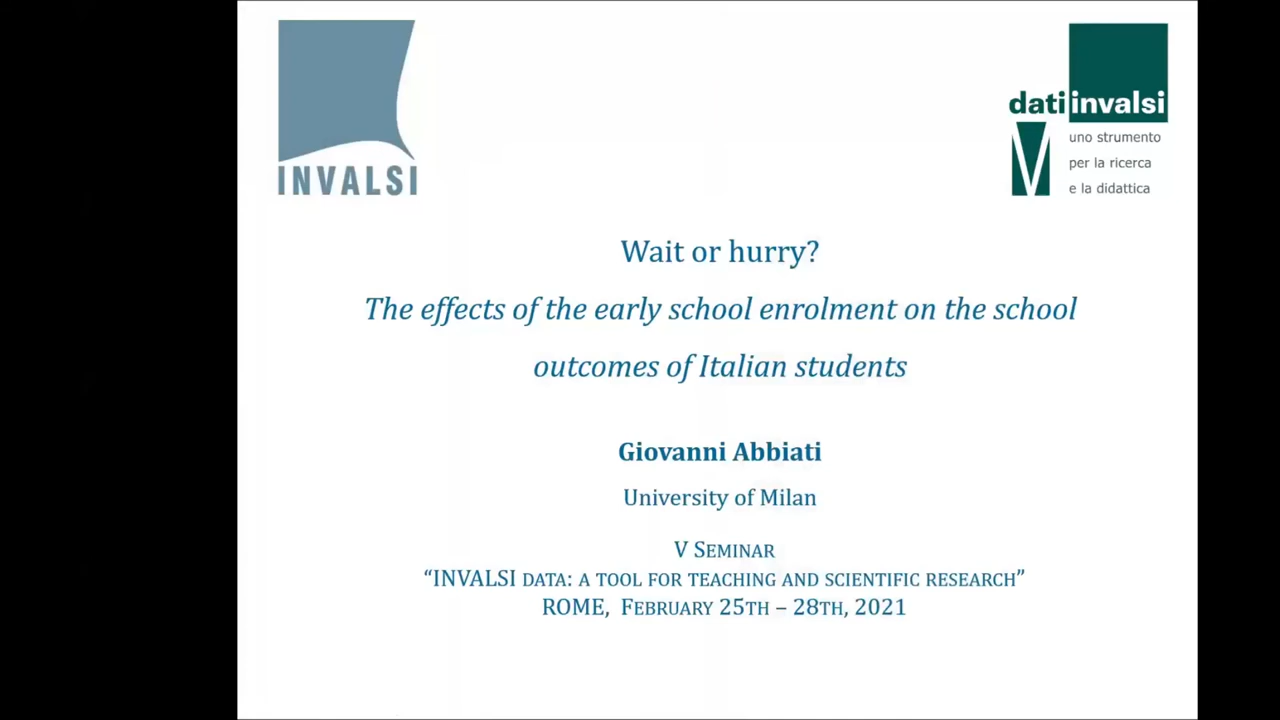 INVALSI
datiinvalsi
uno strumento
per la ricerca
e la didattica
V
Wait or hurry?
The effects of the early school enrolment on the school
outcomes of Italian students
Giovanni Abbiati
University of Milan
V SEMINAR
“INVALSI DATA: A TOOL FOR TEACHING AND SCIENTIFIC RESEARCH”
ROME, FEBRUARY 25TH – 28TH, 2021